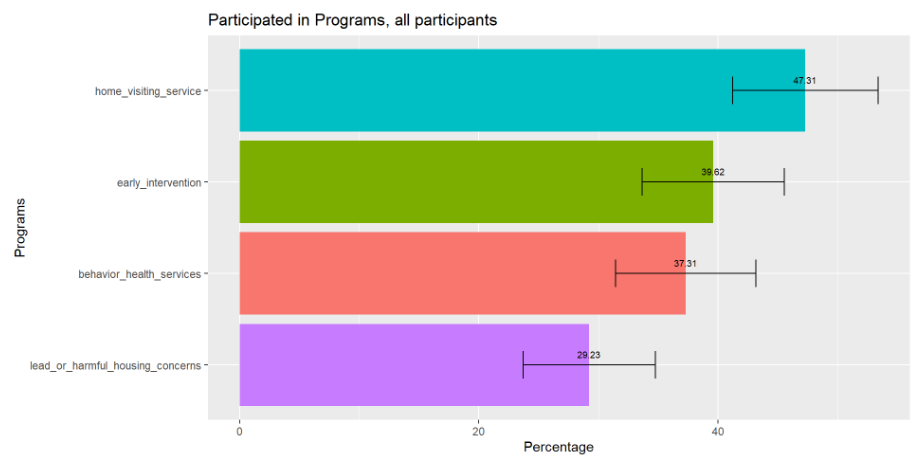 Participated in Programs, all participants
Programs
home_visiting_service
47.31
early_intervention
39.62
behavior_health_services
37.31
lead_or_harmful_housing_concerns
29.23
0
20
40
Percentage